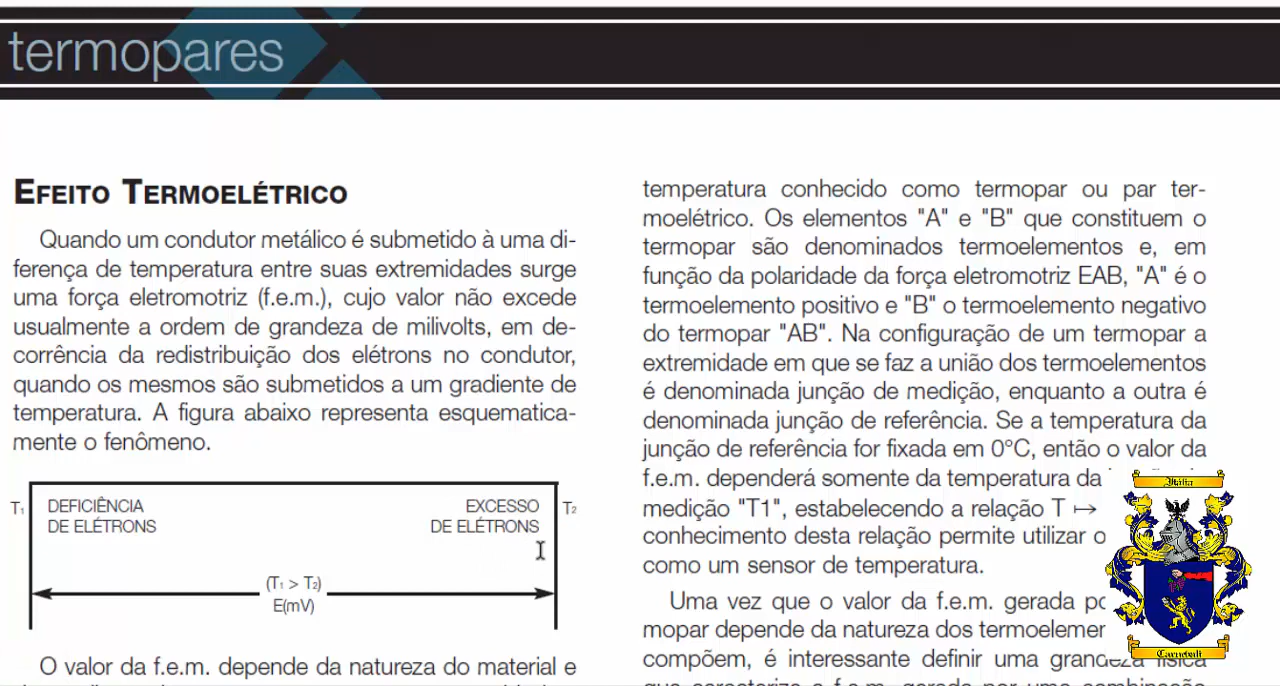 termopares
EFEITO TERMOELÉTRICO
Quando um condutor metálico é submetido à uma di-
ferença de temperatura entre suas extremidades surge
uma força eletromotriz (f.e.m.), cujo valor não excede
usualmente a ordem de grandeza de milivolts, em de-
corrência da redistribuição dos elétrons no condutor,
quando os mesmos são submetidos a um gradiente de
temperatura. A figura abaixo representa esquematica-
mente o fenômeno.
T1 DEFICIÊNCIA EXCESSO T2
DE ELÉTRONS DE ELÉTRONS
(T1 > T2)
E(mV)
O valor da f.e.m. depende da natureza do material e
temperatura conhecido como termopar ou par ter-
moelétrico. Os elementos "A" e "B" que constituem o
termopar são denominados termoelementos e, em
função da polaridade da força eletromotriz EAB, "A" é o
termoelemento positivo e "B" o termoelemento negativo
do termopar "AB". Na configuração de um termopar a
extremidade em que se faz a união dos termoelementos
é denominada junção de medição, enquanto a outra é
denominada junção de referência. Se a temperatura da
junção de referência for fixada em 0°C, então o valor da
f.e.m. dependerá somente da temperatura da
medição "T1", estabelecendo a relação T ↦
conhecimento desta relação permite utilizar o
como um sensor de temperatura.
Uma vez que o valor da f.e.m. gerada
mopar depende da natureza dos
compõem, é interessante definir uma grandeza física
que caracterize a f.e.m. gerada por uma combinação
Itália
Carnevalli